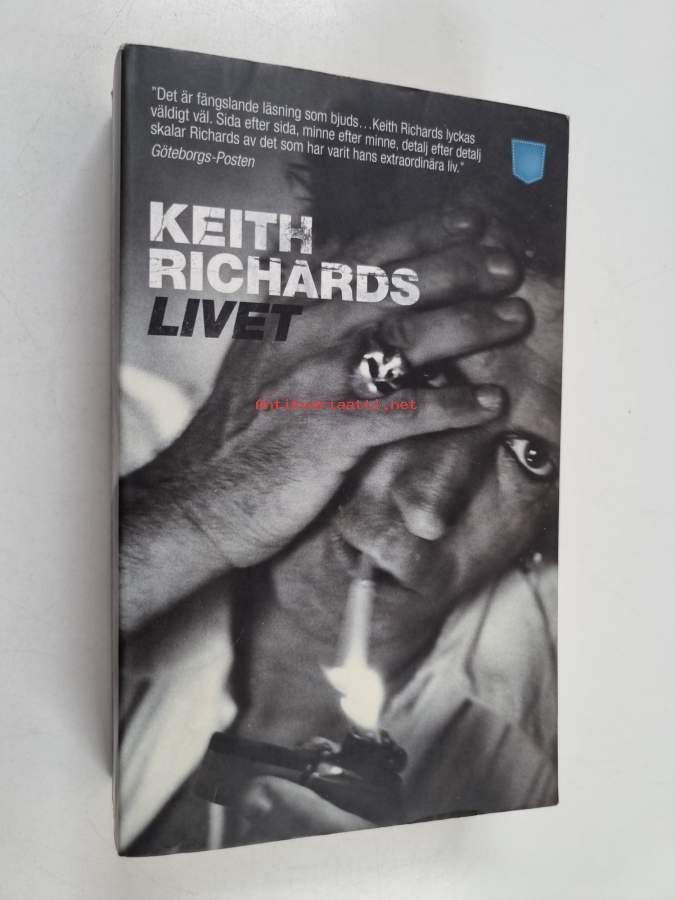 "Det är fängslande läsning som bjuds...Keith Richards lyckas
väldigt väl. Sida efter sida, minne efter minne, detalj efter detalj
skalar Richards av det som har varit hans extraordinära liv."
Göteborgs-Posten
KEITH
RICHARDS
LIVET
Antikvariaatti.net